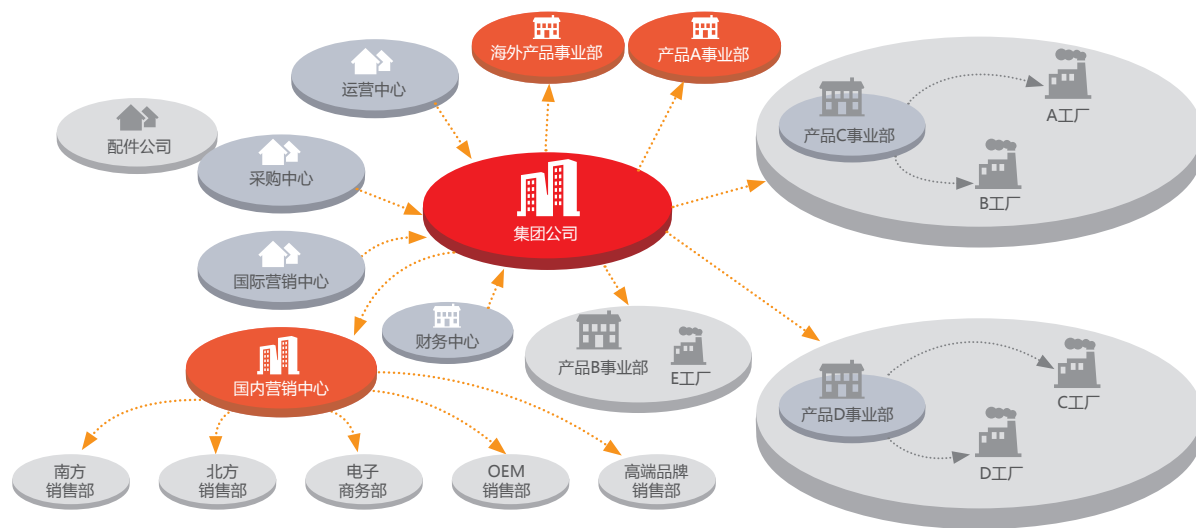 海外产品事业部
产品A事业部
运营中心
配件公司
采购中心
集团公司
产品C事业部
A工厂
B工厂
国际营销中心
财务中心
国内营销中心
产品B事业部
E工厂
产品D事业部
C工厂
D工厂
南方
销售部
北方
销售部
电子
商务部
OEM
销售部
高端品牌
销售部